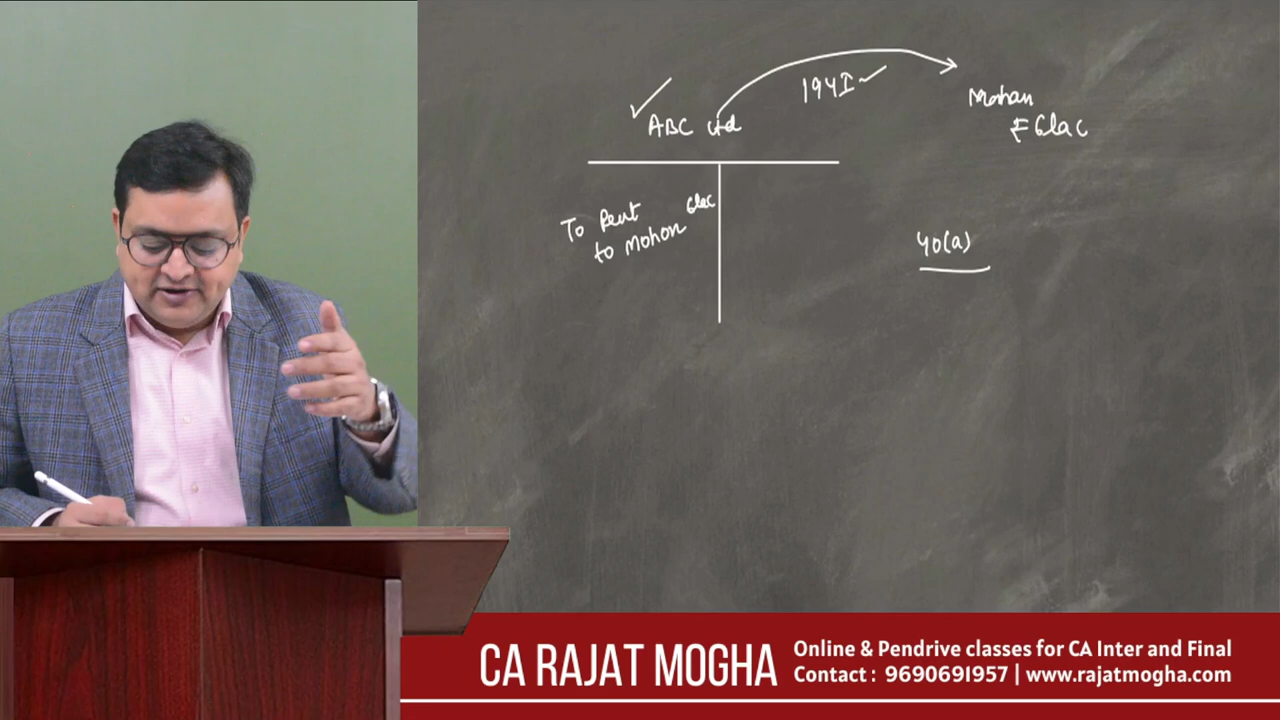 194I
Mohan
₹ 6lac
ABC Ltd
To Rent 6lac
to Mohan
40(a)
CA RAJAT MOGHA
Online & Pendrive classes for CA Inter and Final
Contact : 9690691957 | www.rajatmogha.com